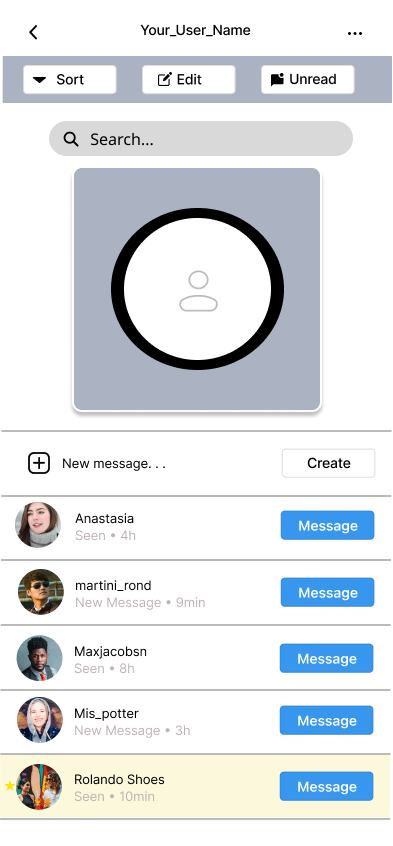 Your_User_Name
Sort
Edit
Unread
Search...
New message. . .
Create
Anastasia
Seen • 4h
Message
martini_rond
New Message • 9min
Message
Maxjacobsn
Seen • 8h
Message
Mis_potter
New Message • 3h
Message
Rolando Shoes
Seen • 10min
Message